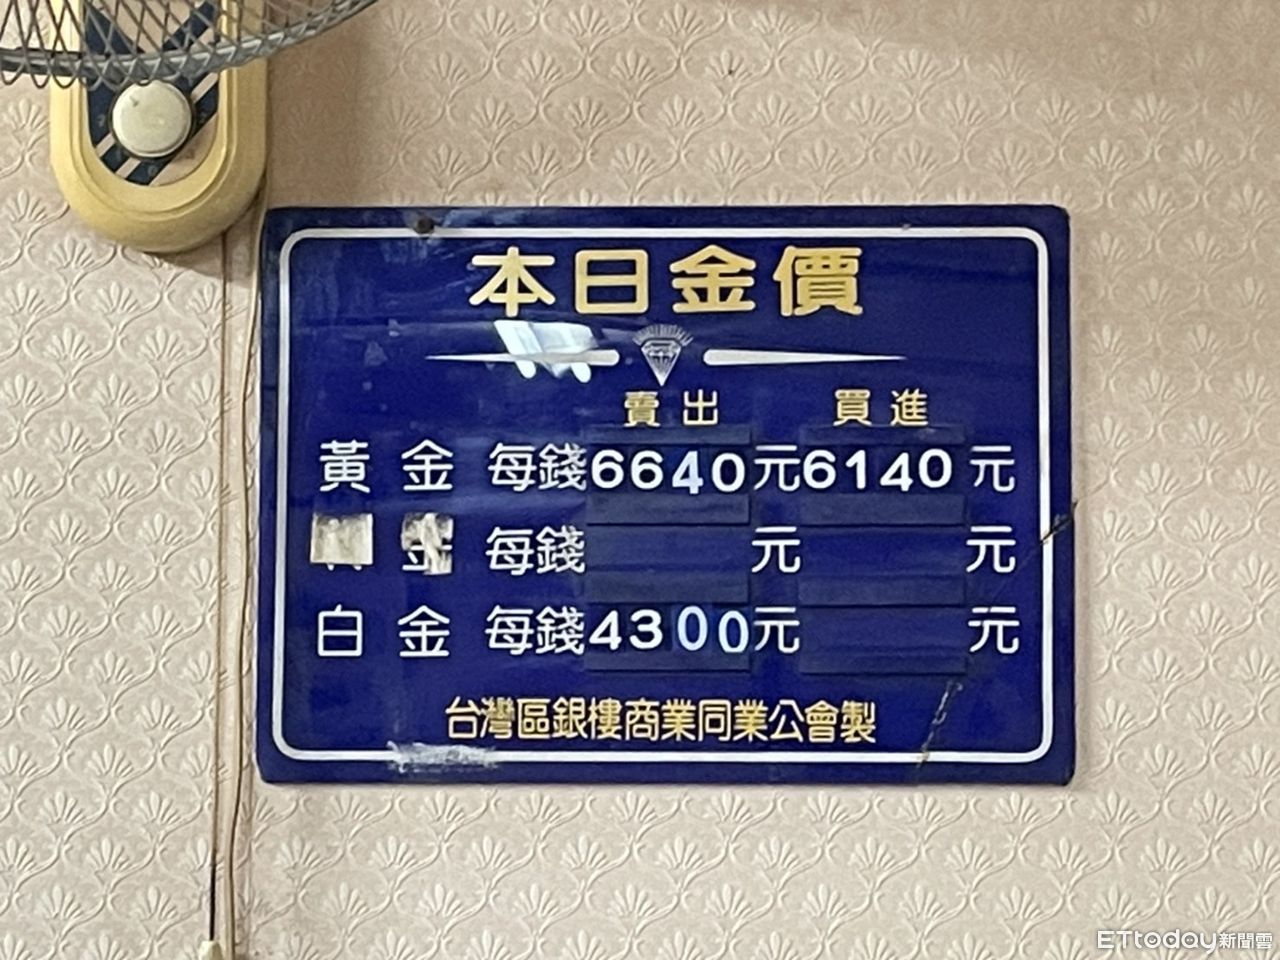 本日金價
賣出 買進
黃金 每錢6640元6140元
金 每錢 元 元
白金 每錢4300元 元
台灣區銀樓商業同業公會製
ETtoday新聞雲